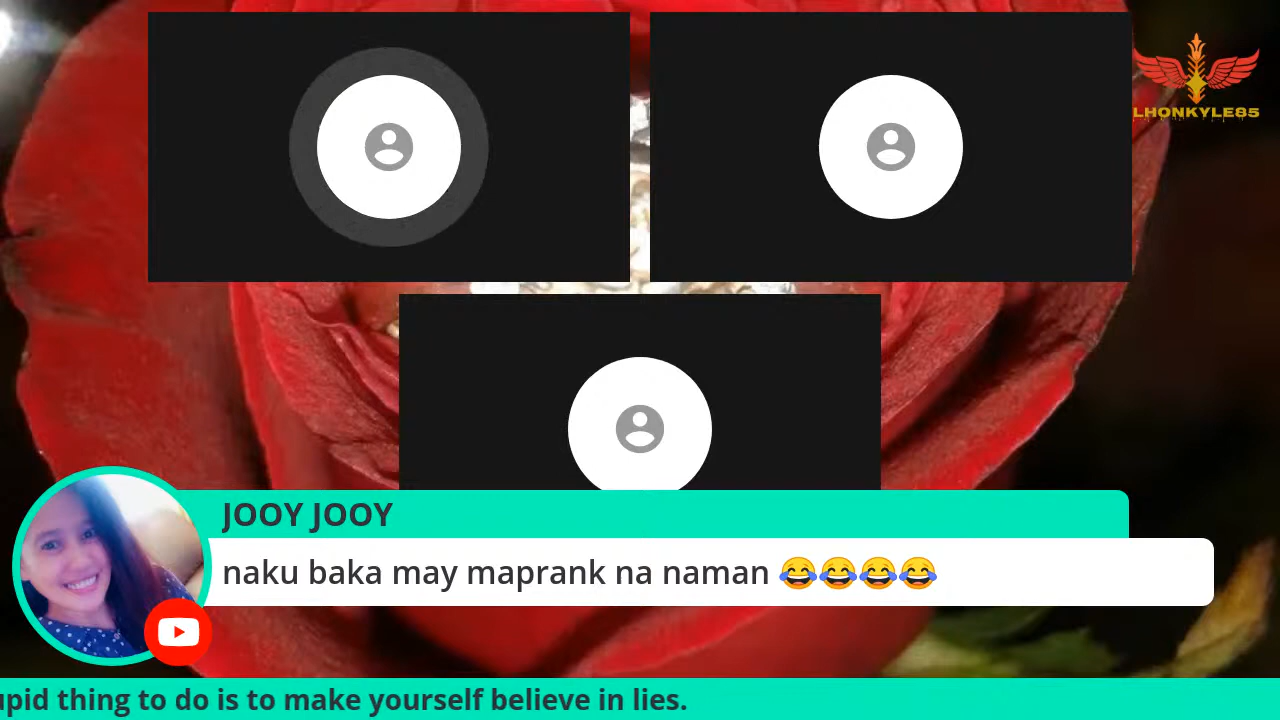 LHONKYLE85
JOOY JOOY
naku baka may maprank na naman 😂😂😂😂
thing to do is to make yourself believe in lies.